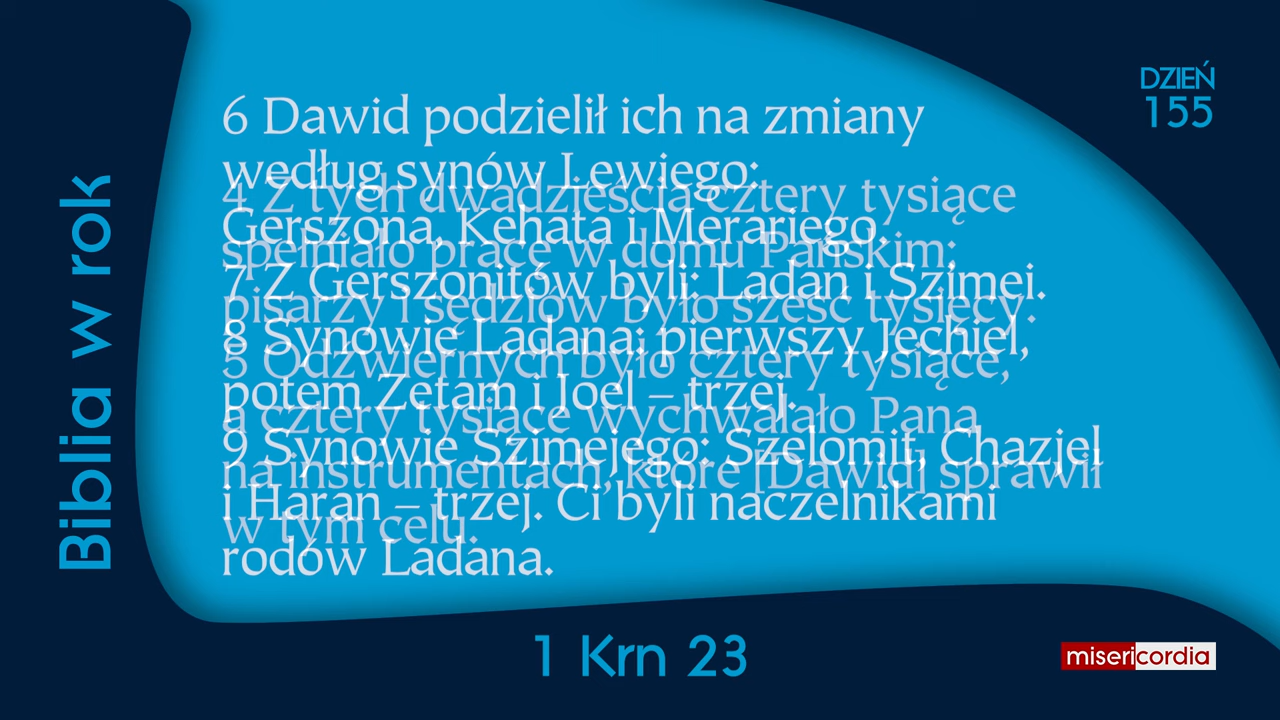 DZIEŃ
155
Biblia w rok
6 Dawid podzielił ich na zmiany
według synów Lewiego:
Gerszona, Kehata i Merariego.
7 Z Gerszonitów byli: Ladan i Szimei.
8 Synowie Ladana: pierwszy Jechiel,
potem Zetam i Joel – trzej.
9 Synowie Szimejego: Szelomit, Chazjel
i Haran – trzej. Ci byli naczelnikami
rodów Ladana.
4 Z tych dwadzieścia cztery tysiące
spełniało pracę w domu Pańskim;
pisarzy i sędziów było sześć tysięcy.
5 Odźwiernych było cztery tysiące,
a cztery tysiące wychwalało Pana
na instrumentach, które [Dawid] sprawił
w tym celu.
1 Krn 23
misericordia